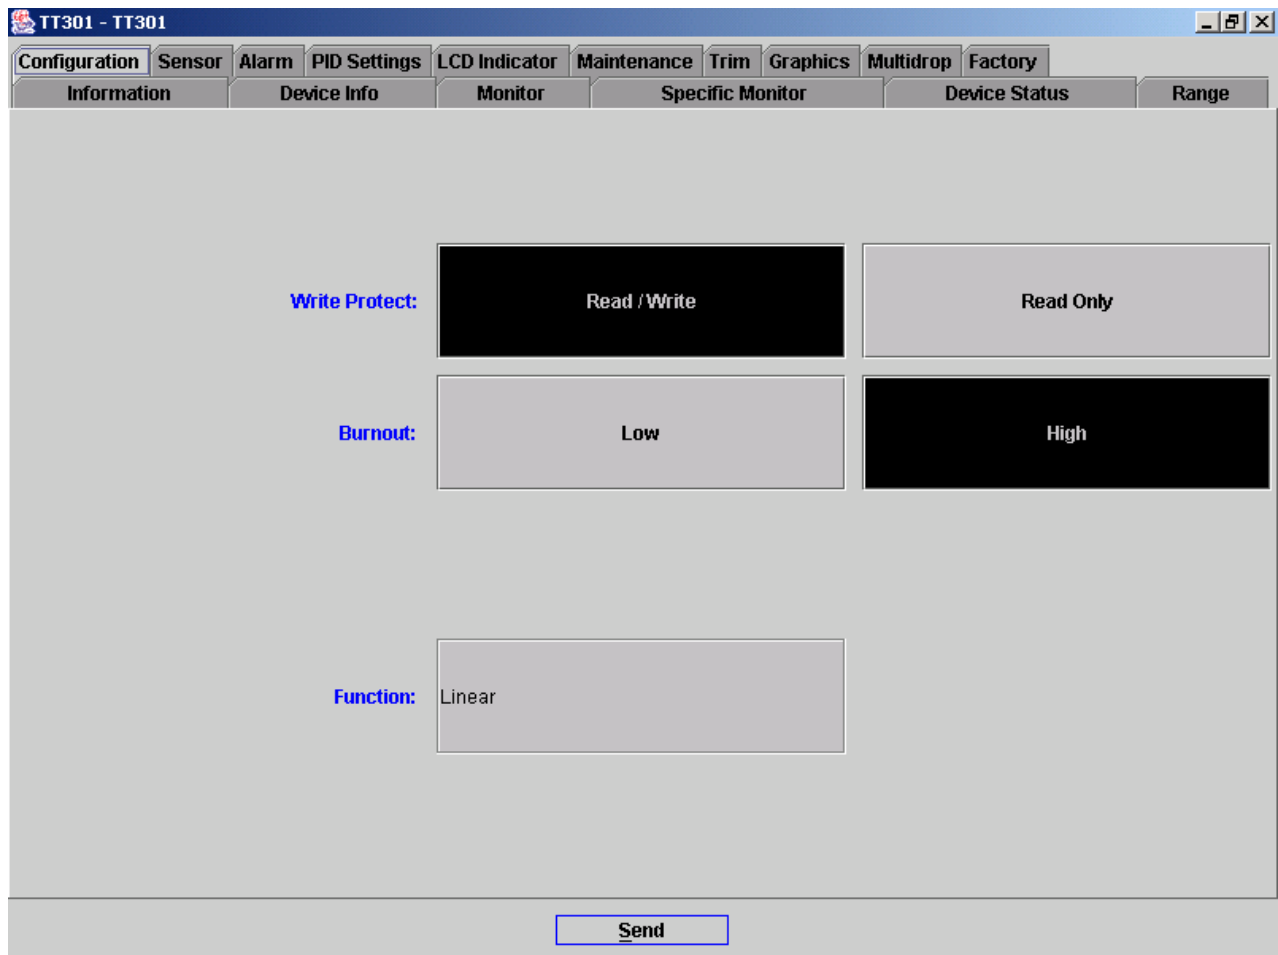 TT301 - TT301
Configuration Sensor Alarm PID Settings LCD Indicator Maintenance Trim Graphics Multidrop Factory
Information Device Info Monitor Specific Monitor Device Status Range
Write Protect: Read / Write Read Only
Burnout: Low High
Function: Linear
Send